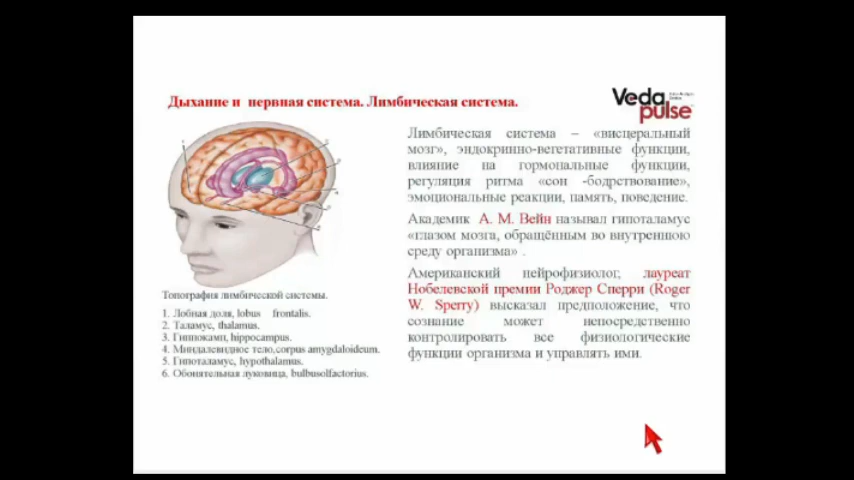 Дыхание и нервная система. Лимбическая система.
Veda
pulse
Лимбическая система – «висцеральный
мозг», эндокринно-вегетативные функции,
влияние на гормональные функции,
регуляция ритма «сон -бодрствование»,
эмоциональные реакции, память, поведение.
Академик А. М. Вейн называл гипоталамус
«глазом мозга, обращённым во внутреннюю
среду организма» .
Американский нейрофизиолог, лауреат
Нобелевской премии Роджер Сперри (Roger
W. Sperry) высказал предположение, что
сознание может непосредственно
контролировать все физиологические
функции организма и управлять ими.
Топография лимбической системы.
1. Лобная доля, lobus frontalis.
2. Таламус, thalamus.
3. Гиппокамп, hippocampus.
4. Миндалевидное тело,corpus amygdaloideum.
5. Гипоталамус, hypothalamus.
6. Обонятельная луковица, bulbusolfactorius.